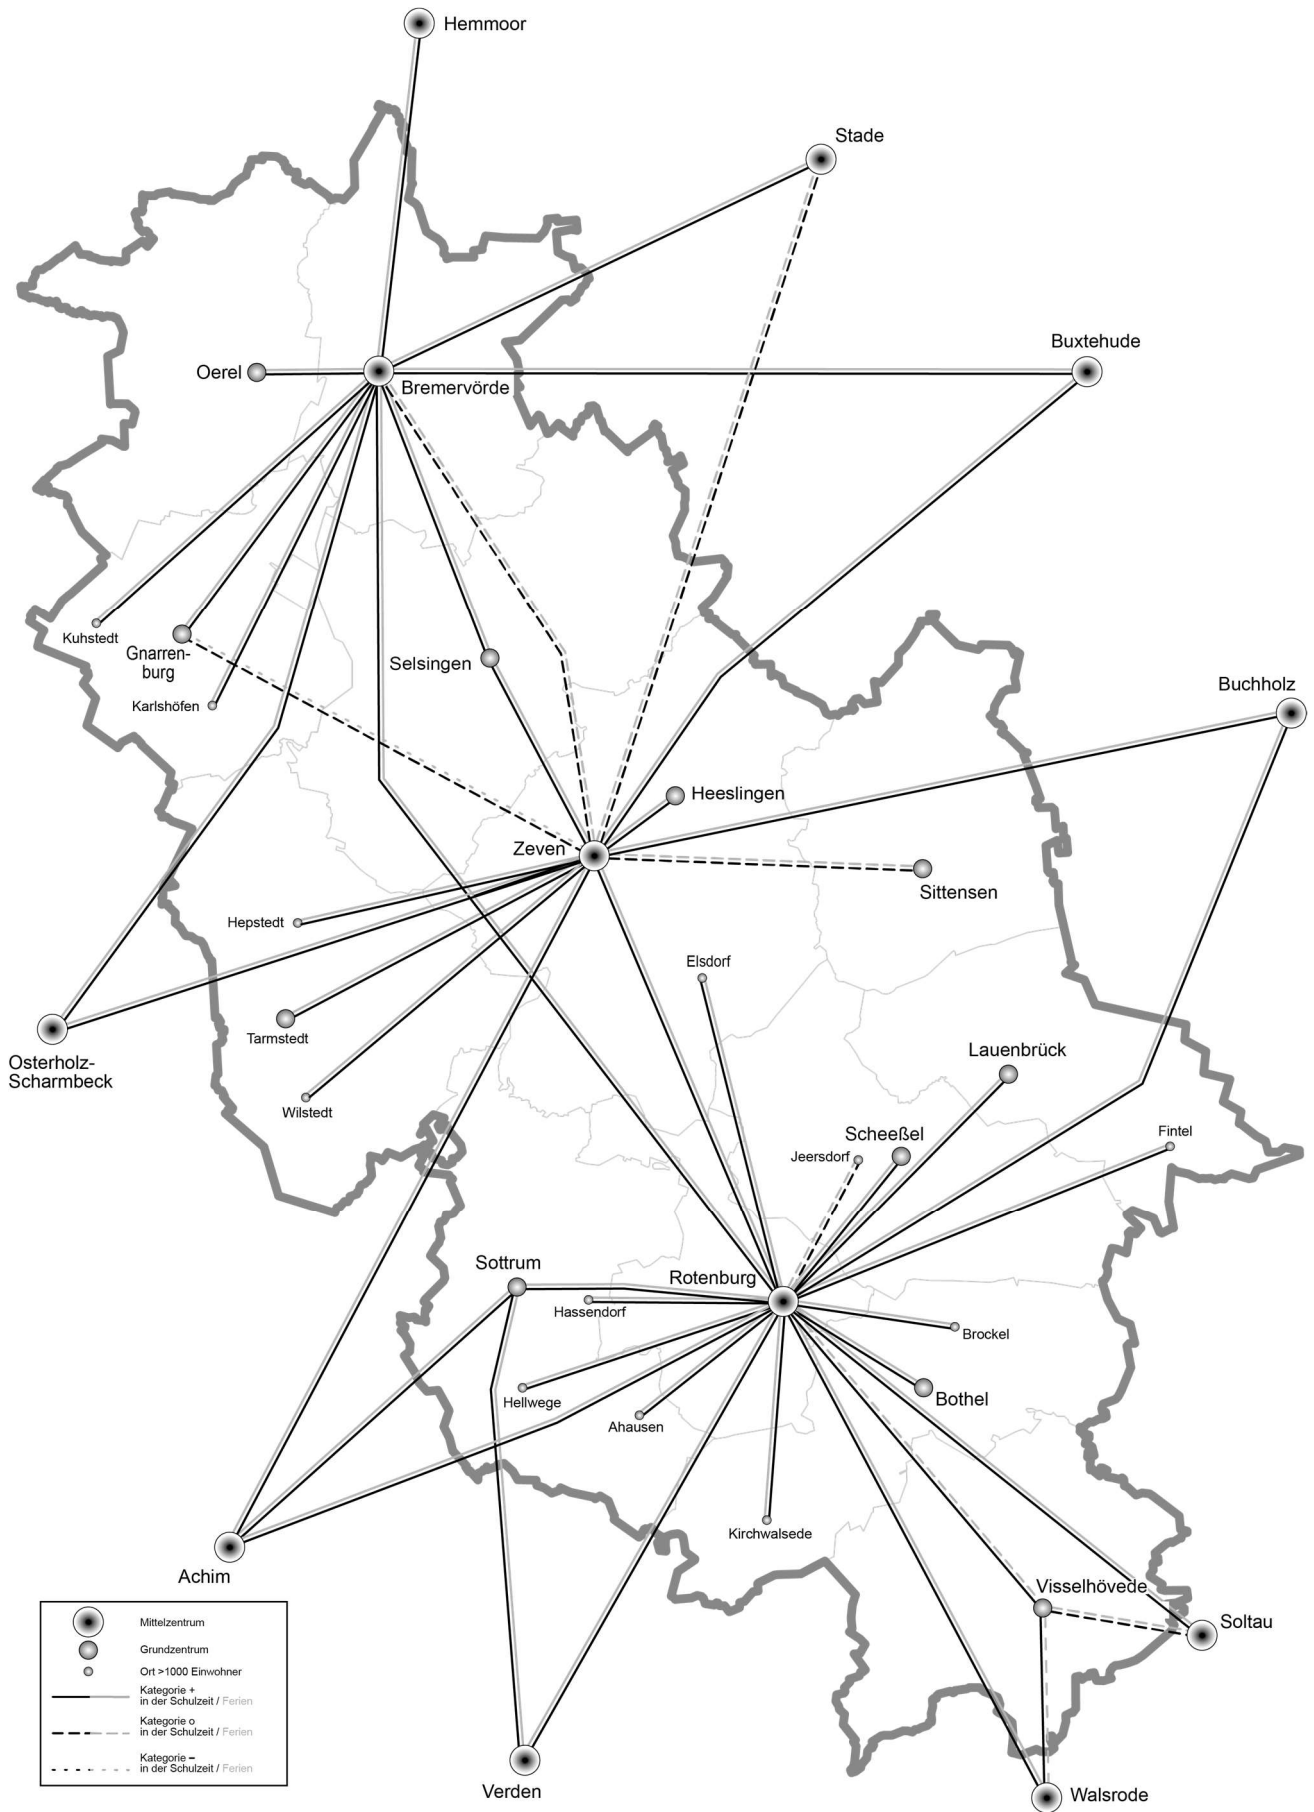 Hemmoor
Stade
Buxtehude
Oerel
Bremervörde
Kuhstedt
Gnarren-
burg
Selsingen
Karlshöfen
Buchholz
Heeslingen
Zeven
Sittensen
Hepstedt
Elsdorf
Tarmstedt
Lauenbrück
Osterholz-
Scharmbeck
Wilstedt
Scheeßel
Jeersdorf
Fintel
Sottrum
Rotenburg
Hassendorf
Brockel
Hellwege
Bothel
Ahausen
Kirchwalsede
Achim
Visselhövede
Soltau
Verden
Walsrode
Mittelzentrum
Grundzentrum
Ort >1000 Einwohner
Kategorie +
in der Schulzeit / Ferien
Kategorie o
in der Schulzeit / Ferien
Kategorie –
in der Schulzeit / Ferien